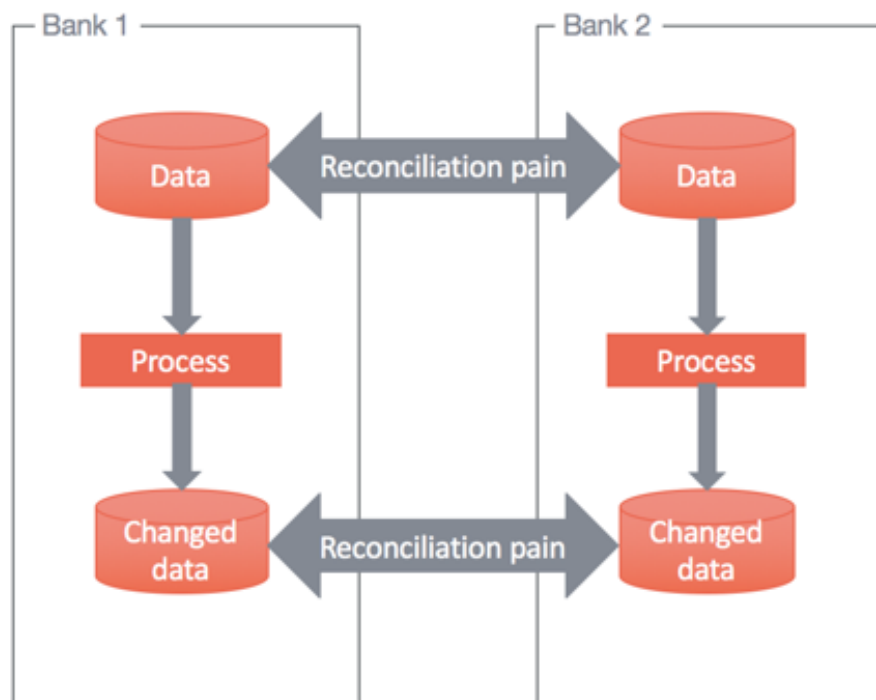 Bank 1
Bank 2
Data
Reconciliation pain
Data
Process
Process
Changed
data
Reconciliation pain
Changed
data